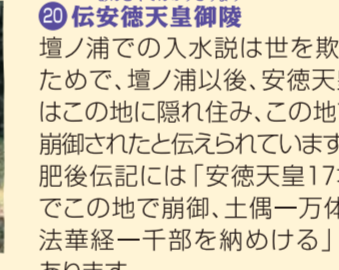 ⑳伝安徳天皇御陵
壇ノ浦での入水説は世を欺
ためで、壇ノ浦以後、安徳天
はこの地に隠れ住み、この地
崩御されたと伝えられています
肥後伝記には「安徳天皇17
でこの地で崩御、土偶一万体
法華経一千部を納める」
あります